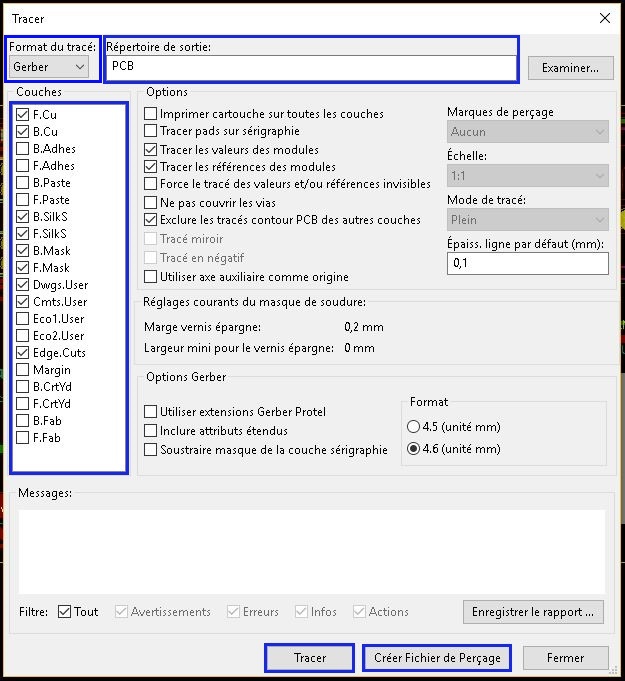 Tracer
Format du tracé:
Gerber
Répertoire de sortie:
PCB
Examiner...
Couches
F.Cu
B.Cu
B.Adhes
F.Adhes
B.Paste
F.Paste
B.SilkS
F.SilkS
B.Mask
F.Mask
Dwgs.User
Cmts.User
Eco1.User
Eco2.User
Edge.Cuts
Margin
B.CrtYd
F.CrtYd
B.Fab
F.Fab
Options
Imprimer cartouche sur toutes les couches
Tracer pads sur sérigraphie
Tracer les valeurs des modules
Tracer les références des modules
Force le tracé des valeurs et/ou références invisibles
Ne pas couvrir les vias
Exclure les tracés contour PCB des autres couches
Tracé miroir
Tracé en négatif
Utiliser axe auxiliaire comme origine
Marques de perçage
Aucun
Échelle:
1:1
Mode de tracé:
Plein
Épaiss. ligne par défaut (mm):
0,1
Réglages courants du masque de soudure:
Marge vernis épargne: 0,2 mm
Largeur mini pour le vernis épargne: 0 mm
Options Gerber
Utiliser extensions Gerber Protel
Inclure attributs étendus
Soustraire masque de la couche sérigraphie
Format
4.5 (unité mm)
4.6 (unité mm)
Messages:
Filtre: Tout Avertissements Erreurs Infos Actions Enregistrer le rapport ...
Tracer Créer Fichier de Perçage Fermer